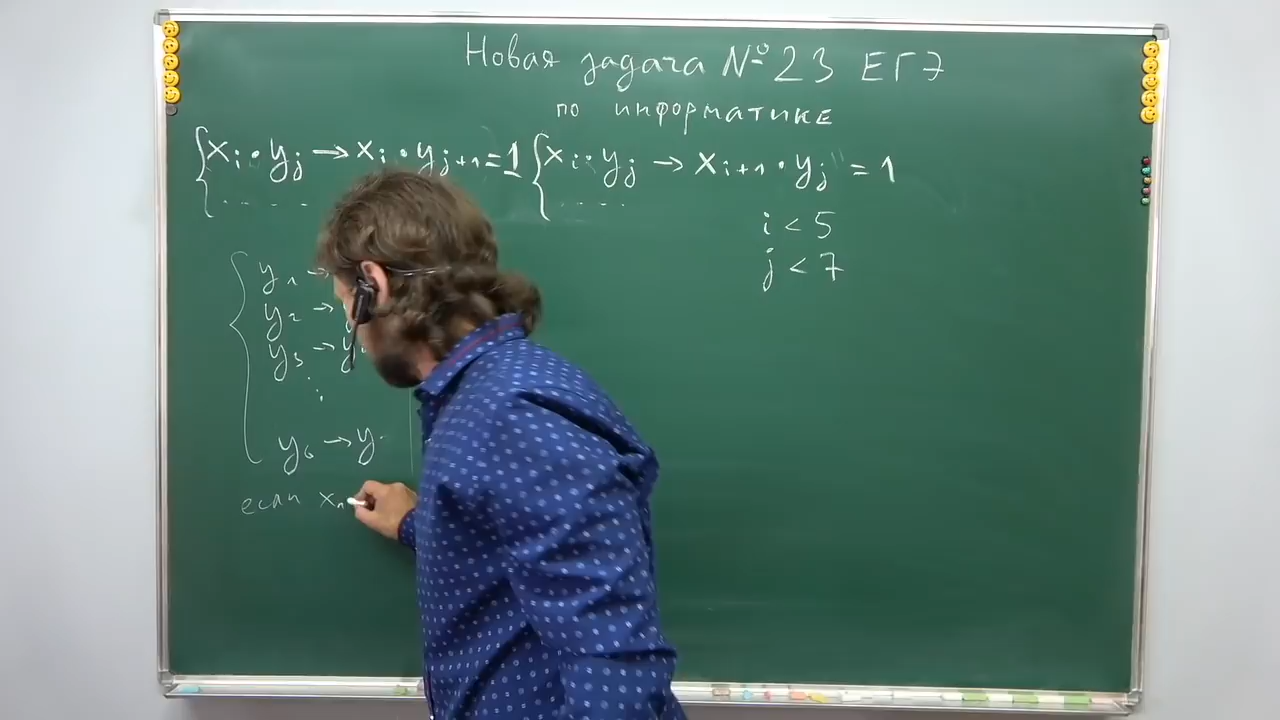 Новая задача №23 ЕГЭ
по информатике
{ xᵢ · yⱼ → xᵢ · yⱼ₊₁ = 1 { xᵢ · yⱼ → xᵢ₊₁ · yⱼ = 1
..... .....
i < 5
j < 7
{ y₁ →
y₂ → y
y₃ → y
⋮
y₆ → y
если x₁